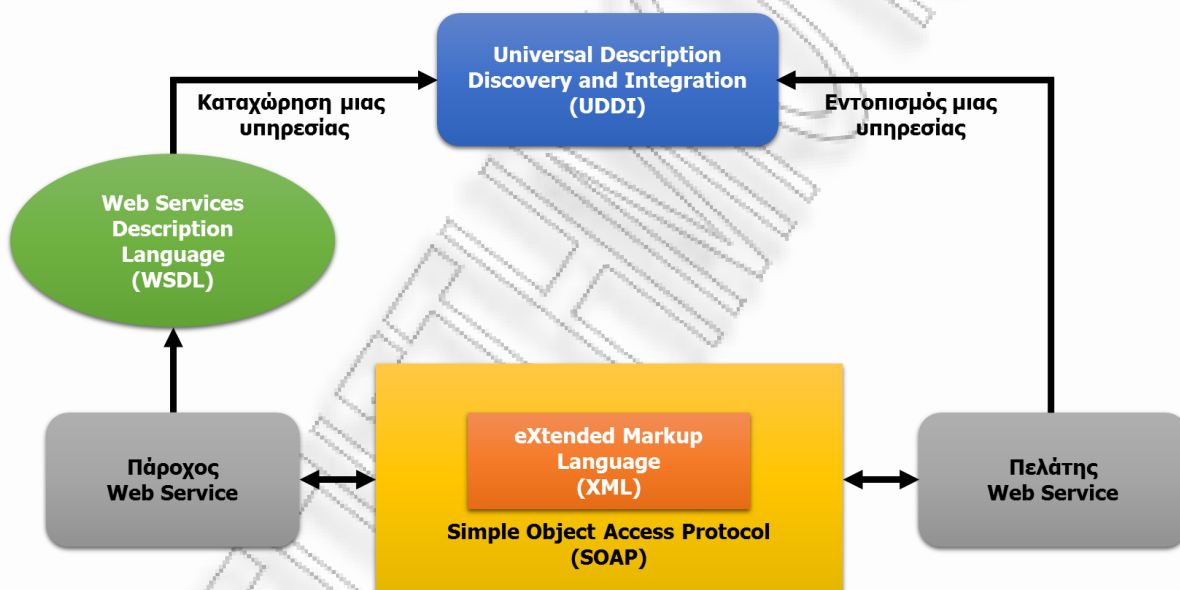 Universal Description
Discovery and Integration
(UDDI)
Καταχώρηση μιας
υπηρεσίας
Εντοπισμός μιας
υπηρεσίας
Web Services
Description
Language
(WSDL)
Πάροχος
Web Service
eXtended Markup
Language
(XML)
Simple Object Access Protocol
(SOAP)
Πελάτης
Web Service